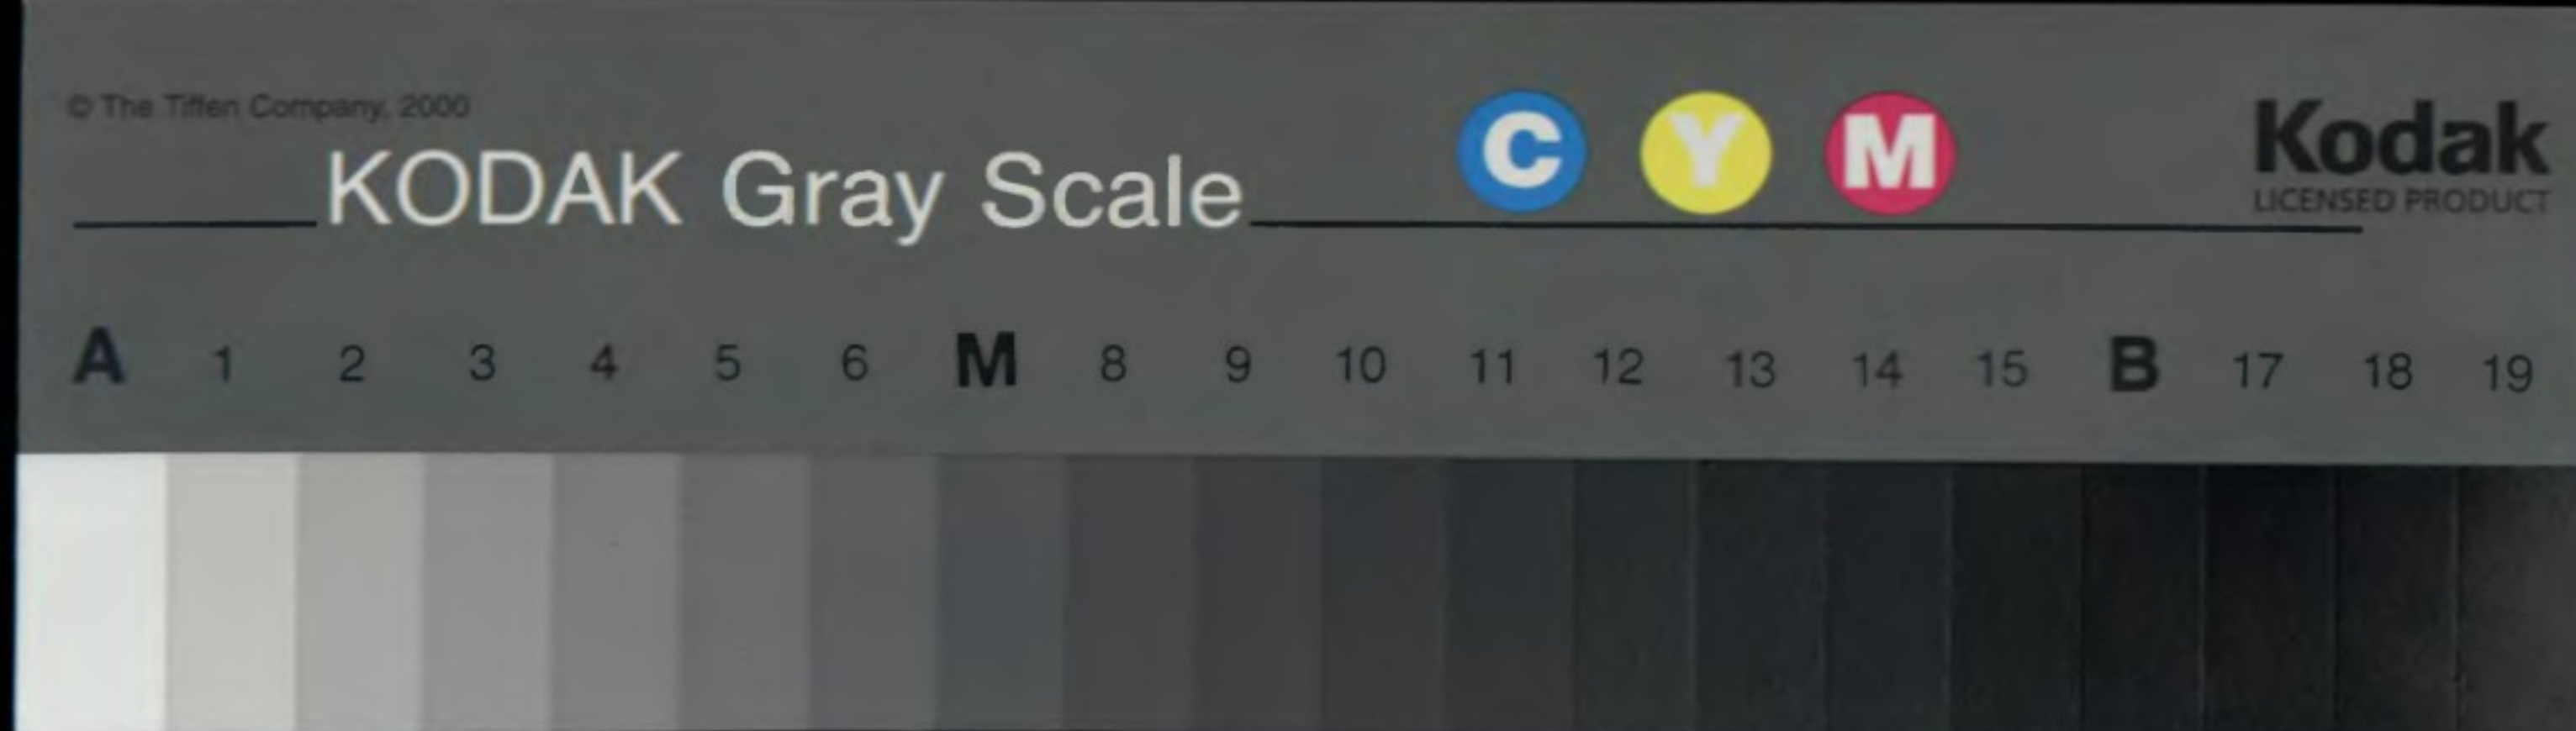 © The Tiffen Company, 2000
KODAK Gray Scale
C Y M
Kodak
LICENSED PRODUCT
A 1 2 3 4 5 6 M 8 9 10 11 12 13 14 15 B 17 18 19